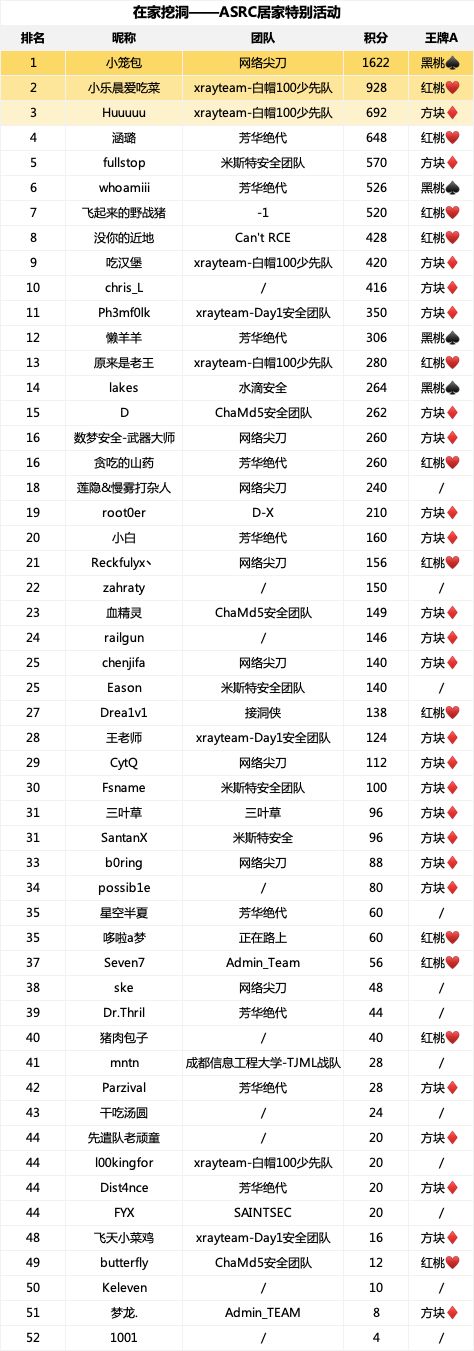 在家挖洞——ASRC居家特别活动
排名 昵称 团队 积分 王牌A
1 小笼包 网络尖刀 1622 黑桃♠
2 小乐晨爱吃菜 xrayteam-白帽100少先队 928 红桃♥
3 Huuuuu xrayteam-白帽100少先队 692 方块♦
4 涵璐 芳华绝代 648 红桃♥
5 fullstop 米斯特安全团队 570 方块♦
6 whoamiii 芳华绝代 526 黑桃♠
7 飞起来的野战猪 -1 520 红桃♥
8 没你的近地 Can't RCE 428 红桃♥
9 吃汉堡 xrayteam-白帽100少先队 420 方块♦
10 chris_L / 416 方块♦
11 Ph3mf0lk xrayteam-Day1安全团队 350 方块♦
12 懒羊羊 芳华绝代 306 黑桃♠
13 原来是老王 xrayteam-白帽100少先队 280 红桃♥
14 lakes 水滴安全 264 黑桃♠
15 D ChaMd5安全团队 262 方块♦
16 数梦安全-武器大师 网络尖刀 260 方块♦
16 贪吃的山药 芳华绝代 260 红桃♥
18 莲隐&慢雾打杂人 网络尖刀 240 /
19 root0er D-X 210 方块♦
20 小白 芳华绝代 160 方块♦
21 Reckfulyx丶 网络尖刀 156 红桃♥
22 zahraty / 150 /
23 血精灵 ChaMd5安全团队 149 方块♦
24 railgun / 146 方块♦
25 chenjifa 网络尖刀 140 方块♦
25 Eason 米斯特安全团队 140 /
27 Drea1v1 接洞侠 138 红桃♥
28 王老师 xrayteam-Day1安全团队 124 方块♦
29 CytQ 网络尖刀 112 方块♦
30 Fsname 米斯特安全团队 100 方块♦
31 三叶草 三叶草 96 方块♦
31 SantanX 米斯特安全 96 方块♦
33 b0ring 网络尖刀 88 方块♦
34 possib1e / 80 方块♦
35 星空半夏 芳华绝代 60 /
35 哆啦a梦 正在路上 60 红桃♥
37 Seven7 Admin_Team 56 红桃♥
38 ske 网络尖刀 48 /
39 Dr.Thril 芳华绝代 44 /
40 猪肉包子 / 40 红桃♥
41 mntn 成都信息工程大学-TJML战队 28 /
42 Parzival 芳华绝代 28 方块♦
43 干吃汤圆 / 24 /
44 先遣队老顽童 / 20 方块♦
44 l00kingfor xrayteam-白帽100少先队 20 /
44 Dist4nce 芳华绝代 20 方块♦
44 FYX SAINTSEC 20 /
48 飞天小菜鸡 xrayteam-Day1安全团队 16 方块♦
49 butterfly ChaMd5安全团队 12 红桃♥
50 Keleven / 10 /
51 梦龙. Admin_TEAM 8 方块♦
52 1001 / 4 /